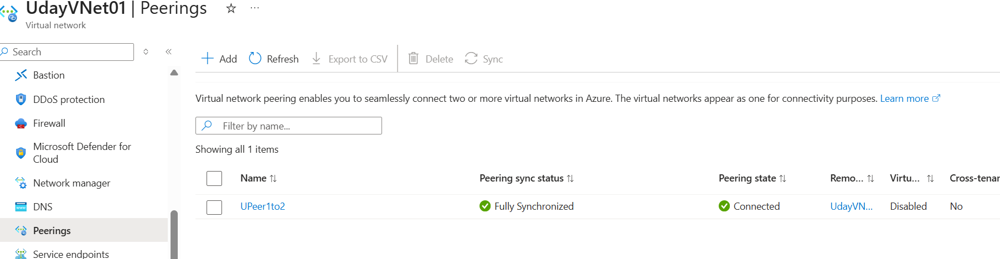 UdayVNet01 | Peerings ☆ ...
Virtual network
Search
Bastion
DDoS protection
Firewall
Microsoft Defender for
Cloud
Network manager
DNS
Peerings
Service endpoints
Add Refresh Export to CSV Delete Sync
Virtual network peering enables you to seamlessly connect two or more virtual networks in Azure. The virtual networks appear as one for connectivity purposes. Learn more
Filter by name...
Showing all 1 items
Name Peering sync status Peering state Remo... Virtu... Cross-tenan
UPeer1to2 Fully Synchronized Connected UdayVN... Disabled No